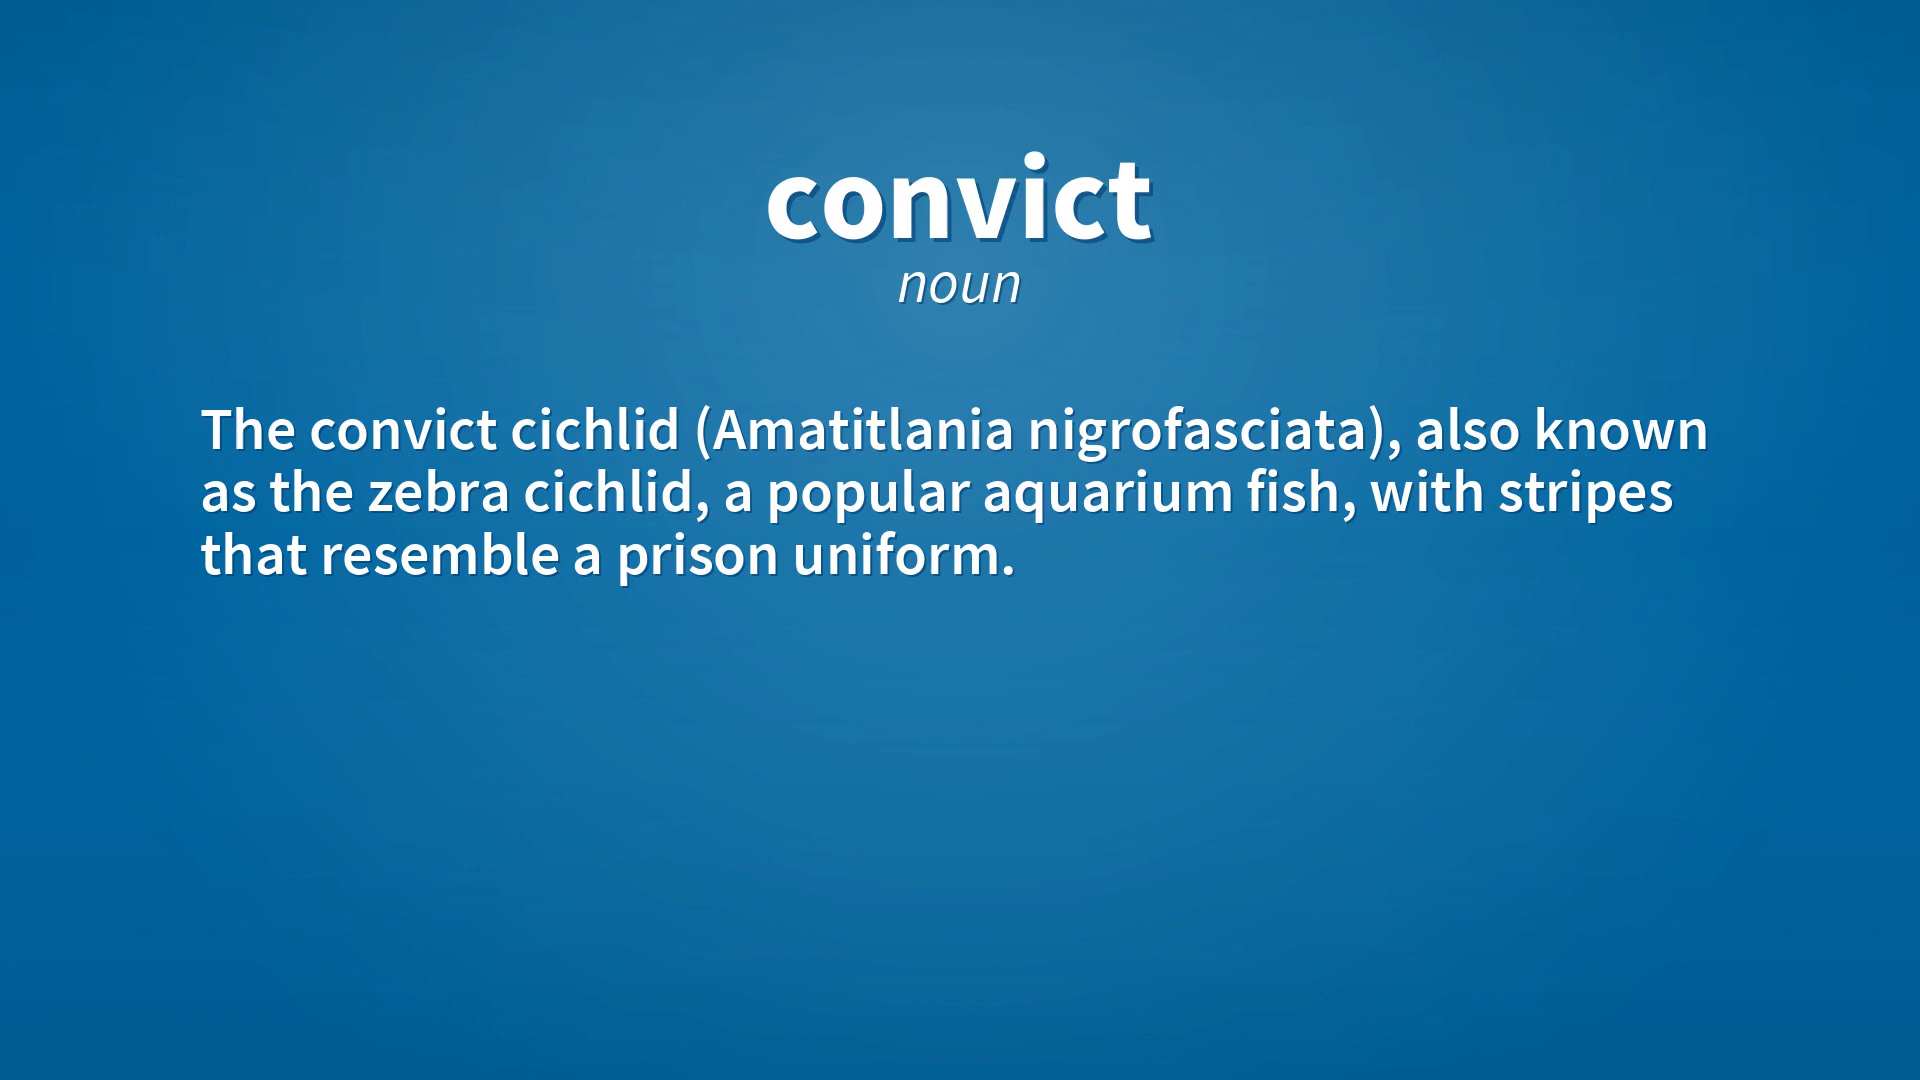 convict
noun
The convict cichlid (Amatitlania nigrofasciata), also known
as the zebra cichlid, a popular aquarium fish, with stripes
that resemble a prison uniform.